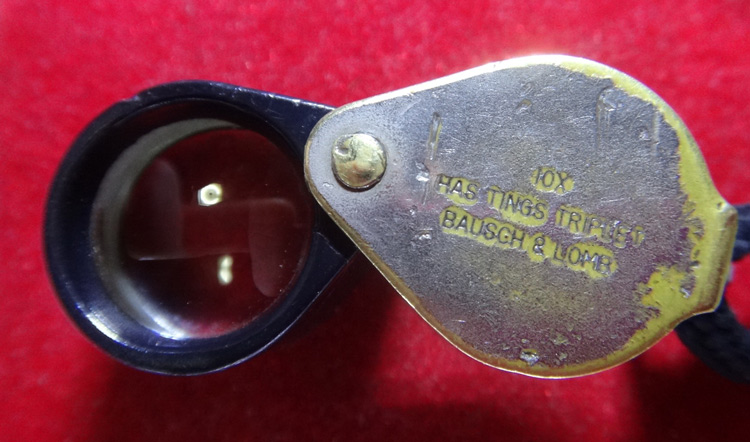 10X
HASTINGS TRIPLET
BAUSCH & LOMB